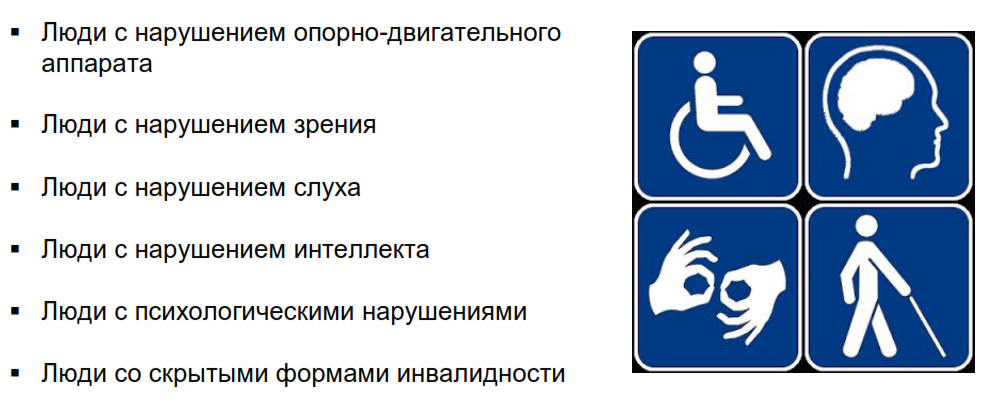 ▪ Люди с нарушением опорно-двигательного
аппарата
▪ Люди с нарушением зрения
▪ Люди с нарушением слуха
▪ Люди с нарушением интеллекта
▪ Люди с психологическими нарушениями
▪ Люди со скрытыми формами инвалидности